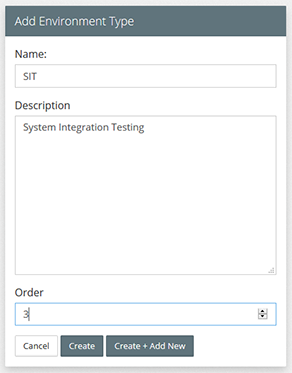 Add Environment Type
Name:
SIT
Description
System Integration Testing
Order
3
Cancel Create Create + Add New